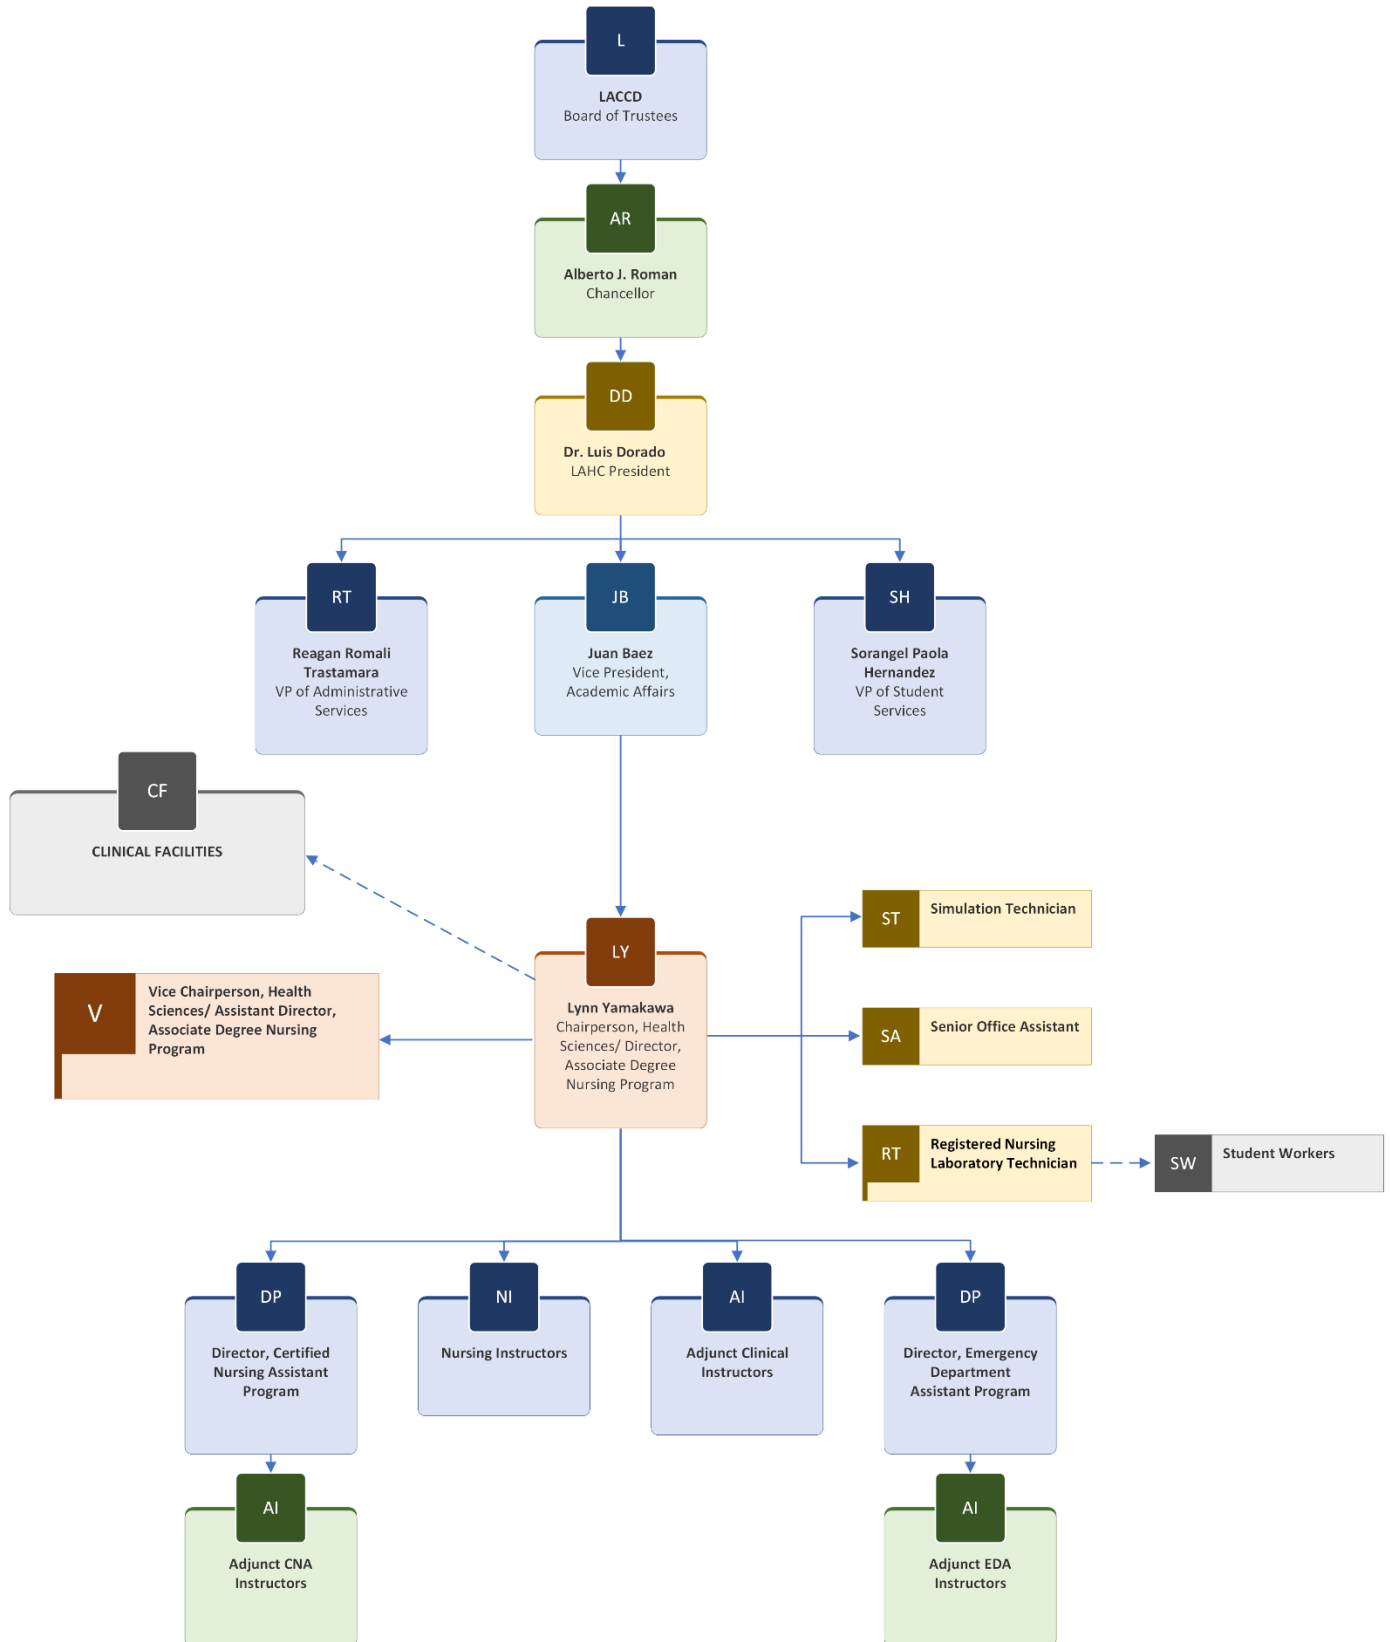 L
LACCD
Board of Trustees
AR
Alberto J. Roman
Chancellor
DD
Dr. Luis Dorado
LAHC President
RT
Reagan Romali
Trastamara
VP of Administrative
Services
JB
Juan Baez
Vice President,
Academic Affairs
SH
Sorangel Paola
Hernandez
VP of Student
Services
CF
CLINICAL FACILITIES
V
Vice Chairperson, Health
Sciences/ Assistant Director,
Associate Degree Nursing
Program
LY
Lynn Yamakawa
Chairperson, Health
Sciences/ Director,
Associate Degree
Nursing Program
ST
Simulation Technician
SA
Senior Office Assistant
RT
Registered Nursing
Laboratory Technician
SW
Student Workers
DP
Director, Certified
Nursing Assistant
Program
NI
Nursing Instructors
AI
Adjunct Clinical
Instructors
DP
Director, Emergency
Department
Assistant Program
AI
Adjunct CNA
Instructors
AI
Adjunct EDA
Instructors